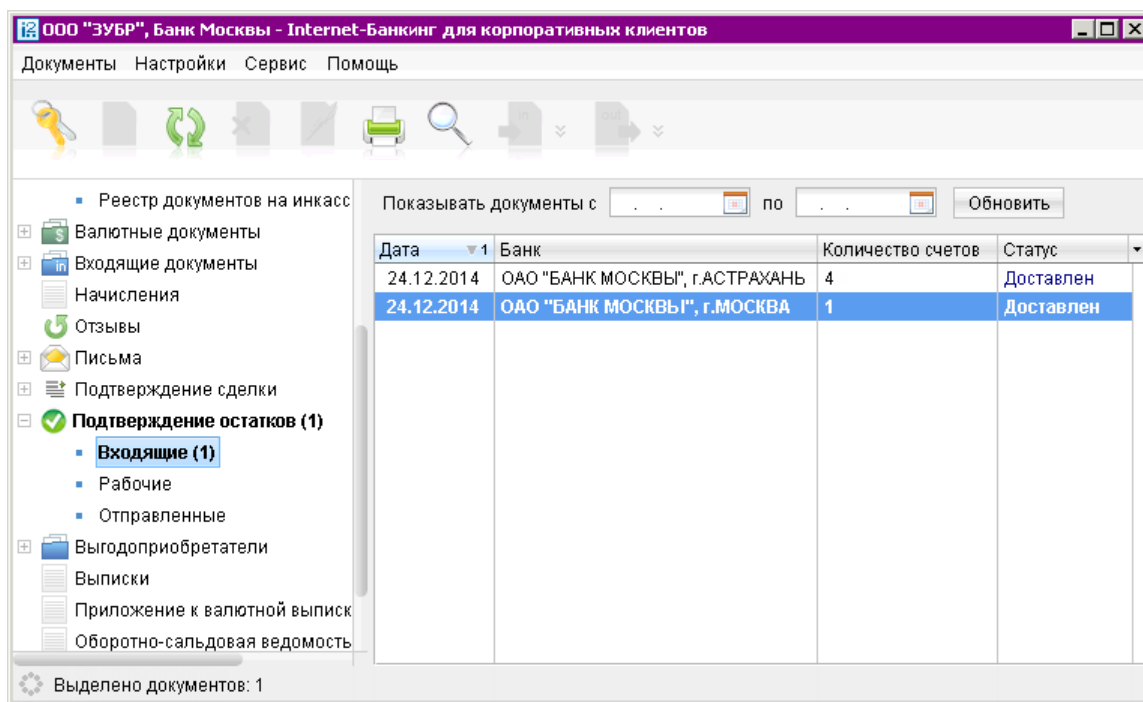 ООО "ЗУБР", Банк Москвы - Internet-Банкинг для корпоративных клиентов
Документы Настройки Сервис Помощь
in out
Реестр документов на инкасс
Валютные документы
Входящие документы
Начисления
Отзывы
Письма
Подтверждение сделки
Подтверждение остатков (1)
Входящие (1)
Рабочие
Отправленные
Выгодоприобретатели
Выписки
Приложение к валютной выписк
Оборотно-сальдовая ведомость
Показывать документы с . . по . . Обновить
Дата 1 Банк Количество счетов Статус
24.12.2014 ОАО "БАНК МОСКВЫ", г.АСТРАХАНЬ 4 Доставлен
24.12.2014 ОАО "БАНК МОСКВЫ", г.МОСКВА 1 Доставлен
Выделено документов: 1